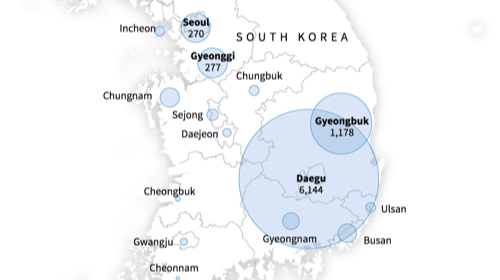 Incheon
Seoul
270
SOUTH KOREA
Gyeonggi
277
Chungbuk
Chungnam
Sejong
Gyeongbuk
1,178
Daejeon
Daegu
6,144
Cheongbuk
Ulsan
Gwangju
Gyeongnam
Busan
Cheonnam